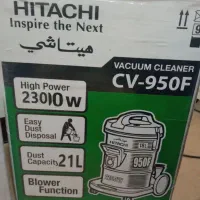 HITACHI
Inspire the Next
هيتاشي
VACUUM CLEANER
CV-950F
High Power
2300W
Easy
Dust
Disposal
Dust
Capacity 21L
950F
Blower
Function